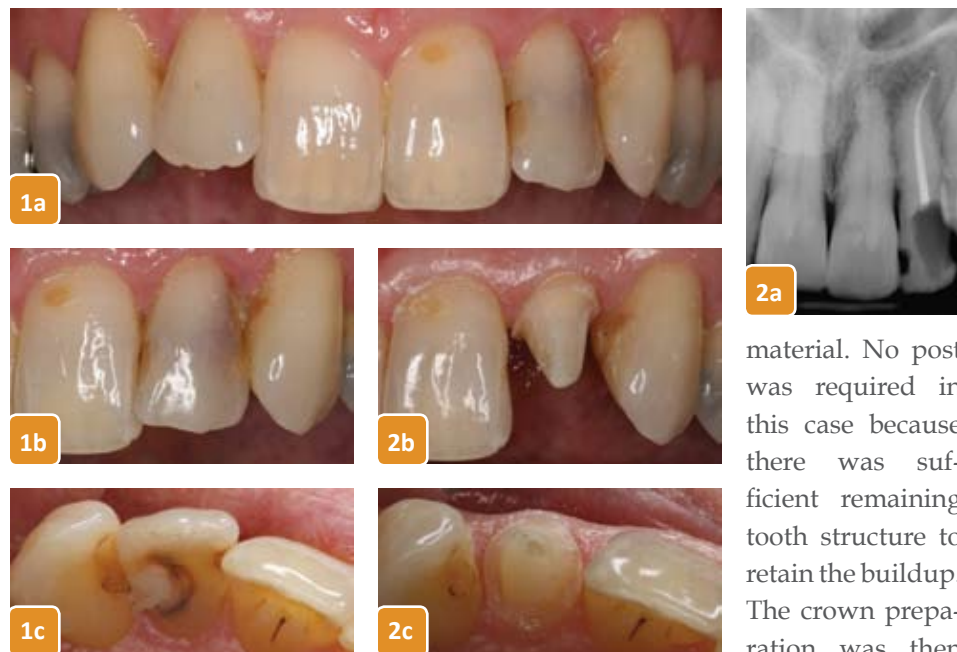 1a
1b
2b
1c
2c
2a
material. No post
was required in
this case because
there was suf-
ficient remaining
tooth structure to
retain the buildup.
The crown prepa-
ration was then